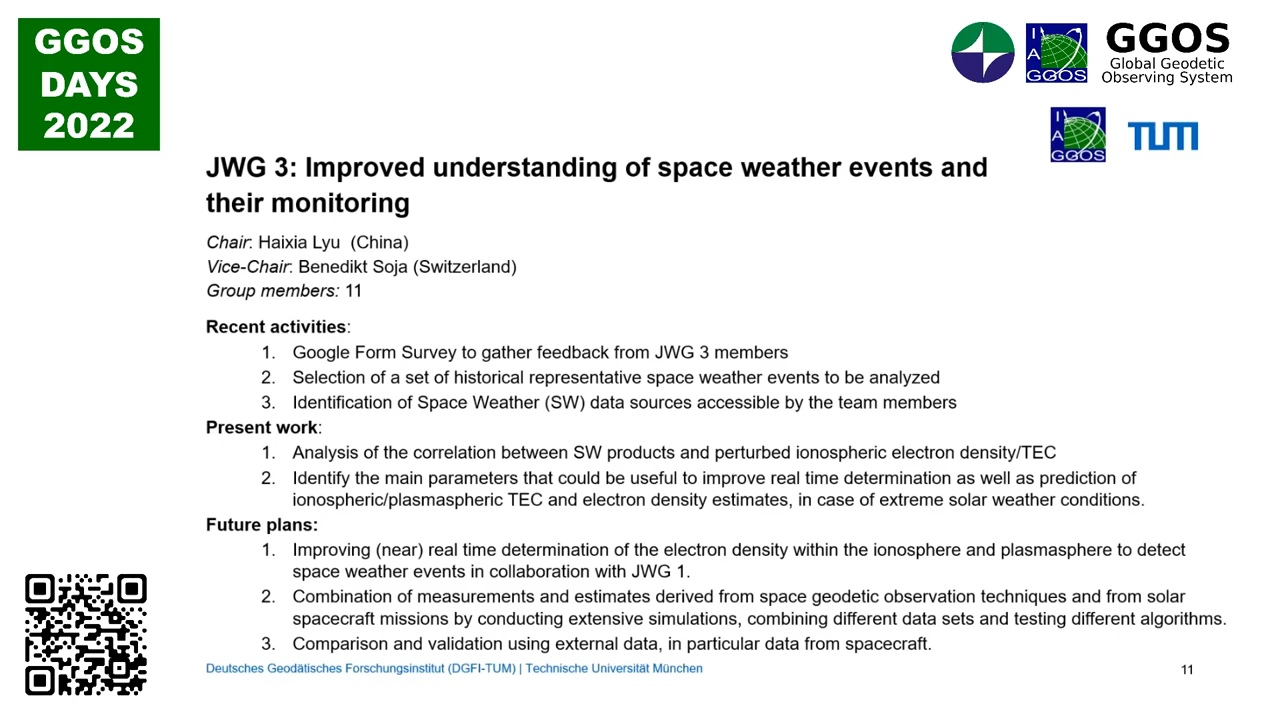 GGOS
DAYS
2022
GGOS
Global Geodetic
Observing System
I
A
GGOS
I
A
GGOS
TUM
JWG 3: Improved understanding of space weather events and
their monitoring
Chair: Haixia Lyu (China)
Vice-Chair: Benedikt Soja (Switzerland)
Group members: 11
Recent activities:
1. Google Form Survey to gather feedback from JWG 3 members
2. Selection of a set of historical representative space weather events to be analyzed
3. Identification of Space Weather (SW) data sources accessible by the team members
Present work:
1. Analysis of the correlation between SW products and perturbed ionospheric electron density/TEC
2. Identify the main parameters that could be useful to improve real time determination as well as prediction of
ionospheric/plasmaspheric TEC and electron density estimates, in case of extreme solar weather conditions.
Future plans:
1. Improving (near) real time determination of the electron density within the ionosphere and plasmasphere to detect
space weather events in collaboration with JWG 1.
2. Combination of measurements and estimates derived from space geodetic observation techniques and from solar
spacecraft missions by conducting extensive simulations, combining different data sets and testing different algorithms.
3. Comparison and validation using external data, in particular data from spacecraft.
Deutsches Geodätisches Forschungsinstitut (DGFI-TUM) | Technische Universität München
11